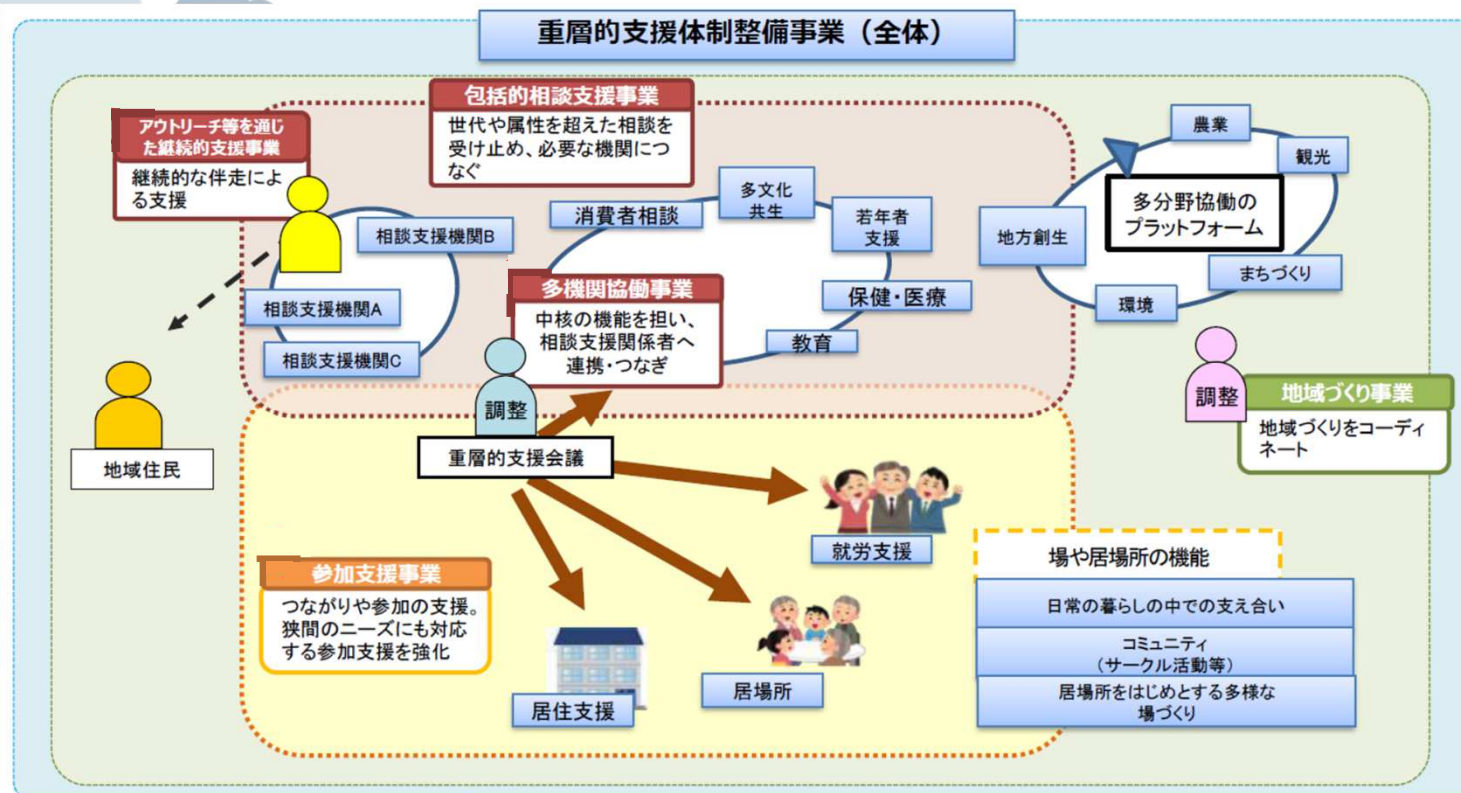 重層的支援体制整備事業（全体）
包括的相談支援事業
世代や属性を超えた相談を
受け止め、必要な機関につ
なぐ
アウトリーチ等を通じ
た継続的支援事業
継続的な伴走によ
る支援
相談支援機関B
相談支援機関A
相談支援機関C
消費者相談
多文化
共生
若年者
支援
保健・医療
教育
多機関協働事業
中核の機能を担い、
相談支援関係者へ
連携・つなぎ
農業
観光
多分野協働の
プラットフォーム
地方創生
まちづくり
環境
調整
地域づくり事業
地域づくりをコーディ
ネート
地域住民
調整
重層的支援会議
就労支援
参加支援事業
つながりや参加の支援。
狭間のニーズにも対応
する参加支援を強化
居住支援
居場所
場や居場所の機能
日常の暮らしの中での支え合い
コミュニティ
（サークル活動等）
居場所をはじめとする多様な
場づくり